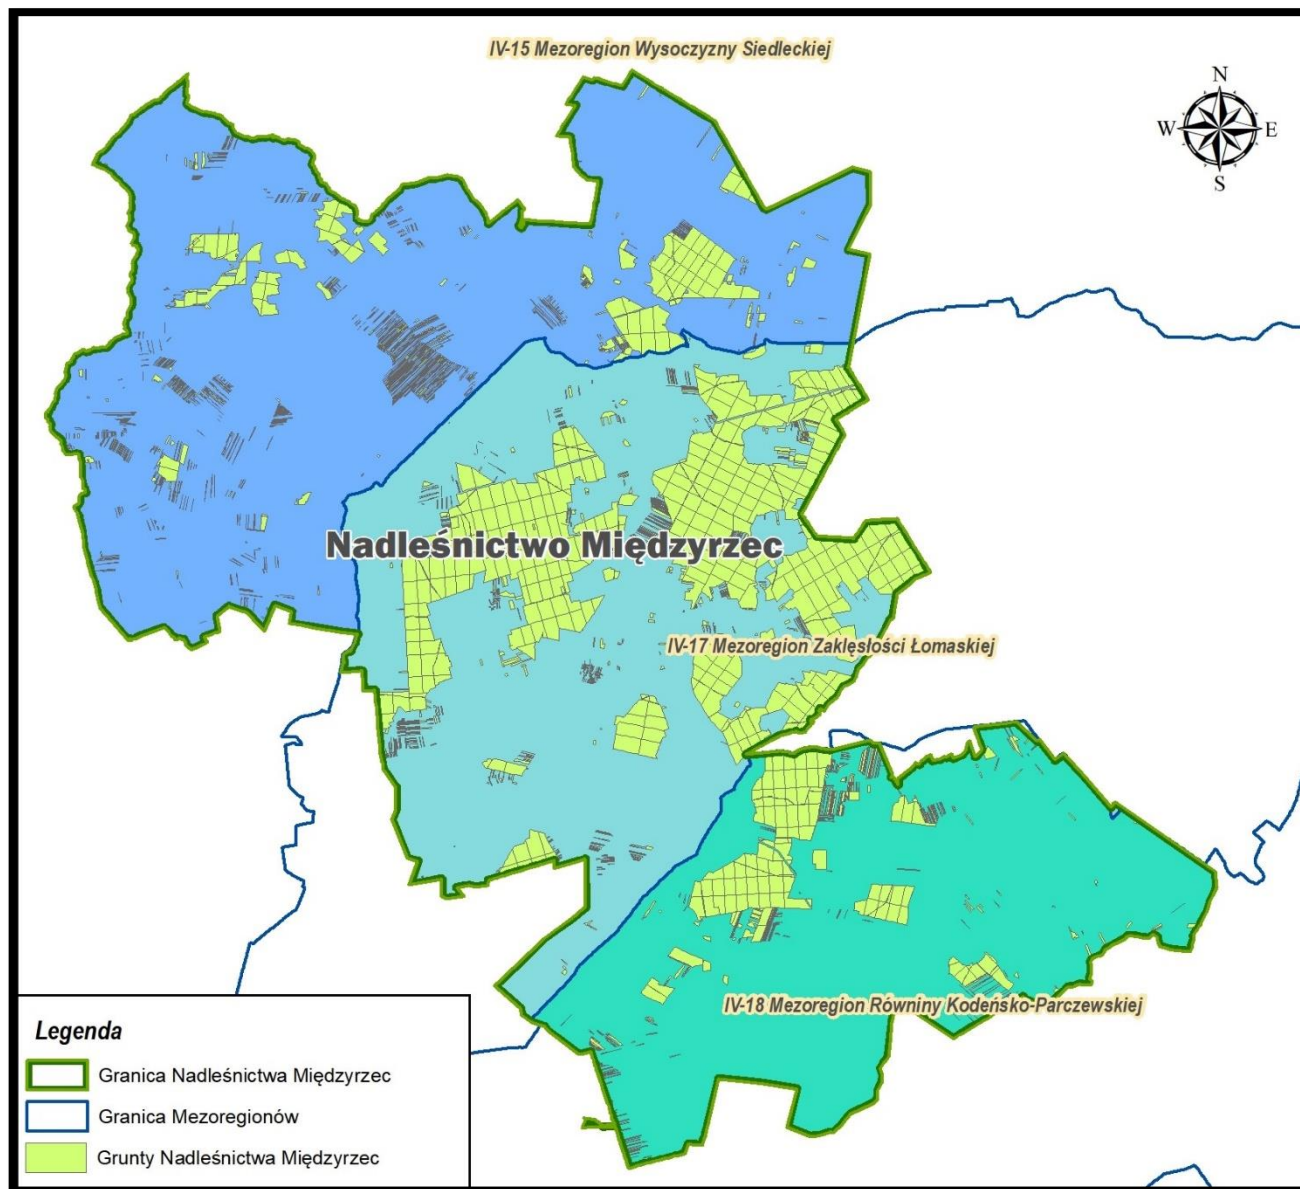 IV-15 Mezoregion Wysoczyzny Siedleckiej
N
W
E
S
Nadleśnictwo Międzyrzec
IV-17 Mezoregion Zaklęsłości Łomaskiej
IV-18 Mezoregion Równiny Kodeńsko-Parczewskiej
Legenda
Granica Nadleśnictwa Międzyrzec
Granica Mezoregionów
Grunty Nadleśnictwa Międzyrzec